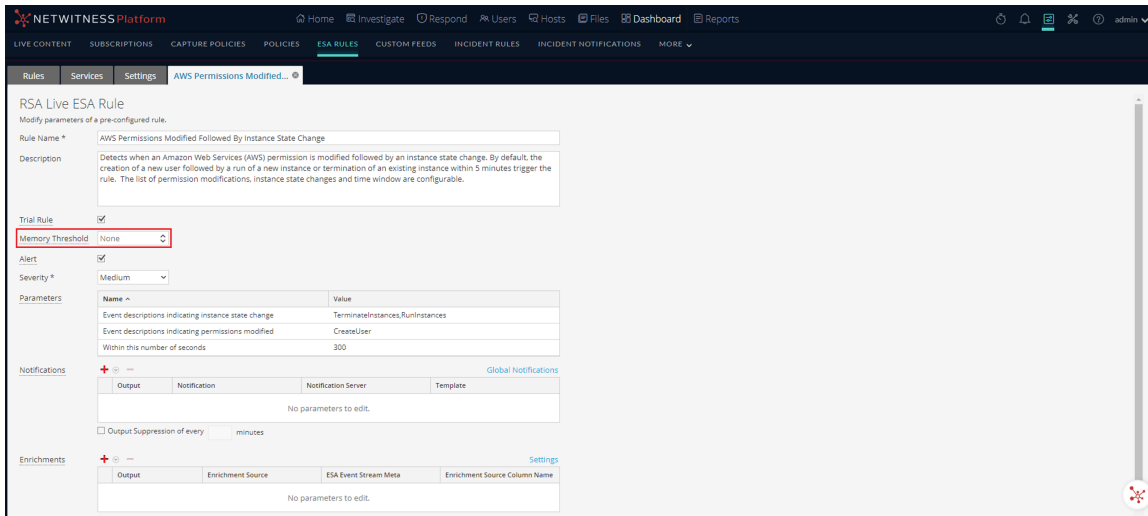 NETWITNESS Platform Home Investigate Respond Users Hosts Files Dashboard Reports admin
LIVE CONTENT SUBSCRIPTIONS CAPTURE POLICIES POLICIES ESA RULES CUSTOM FEEDS INCIDENT RULES INCIDENT NOTIFICATIONS MORE
Rules Services Settings AWS Permissions Modified...
RSA Live ESA Rule
Modify parameters of a pre-configured rule.
Rule Name * AWS Permissions Modified Followed By Instance State Change
Description Detects when an Amazon Web Services (AWS) permission is modified followed by an instance state change. By default, the
creation of a new user followed by a run of a new instance or termination of an existing instance within 5 minutes trigger the
rule. The list of permission modifications, instance state changes and time window are configurable.
Trial Rule
Memory Threshold None
Alert
Severity * Medium
Parameters Name Value
Event descriptions indicating instance state change TerminateInstances,RunInstances
Event descriptions indicating permissions modified CreateUser
Within this number of seconds 300
Notifications Global Notifications
Output Notification Notification Server Template
No parameters to edit.
Output Suppression of every minutes
Enrichments Settings
Output Enrichment Source ESA Event Stream Meta Enrichment Source Column Name
No parameters to edit.